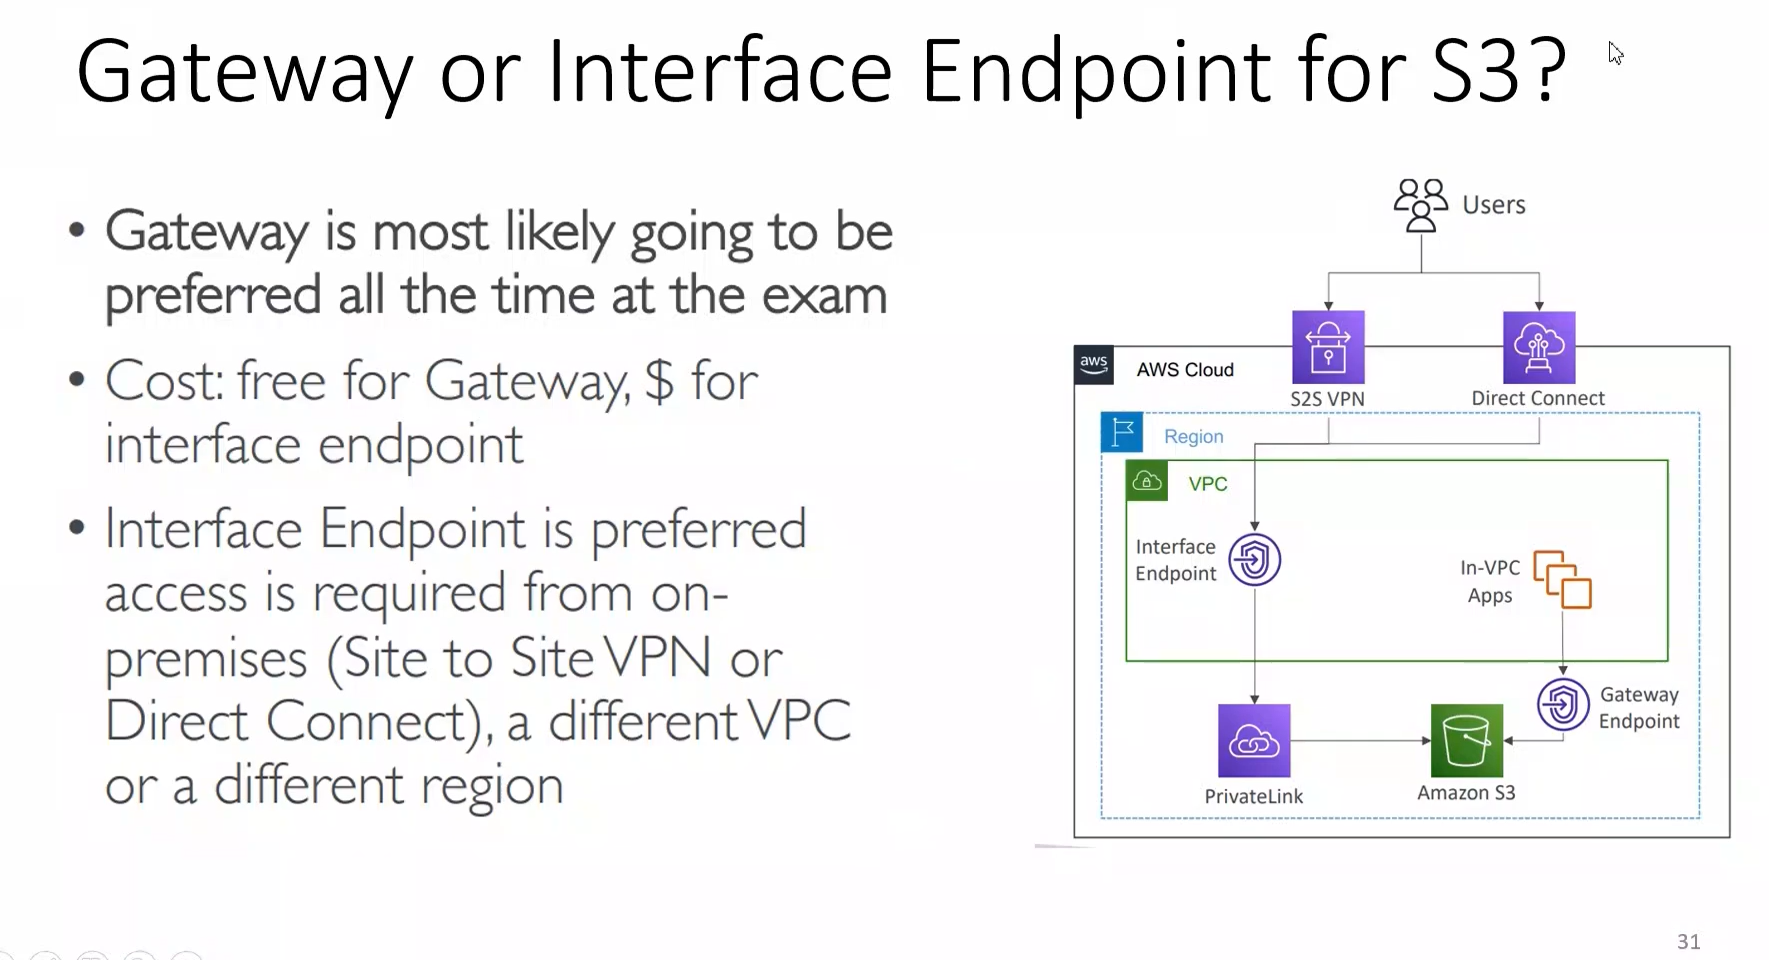 Gateway or Interface Endpoint for S3?
• Gateway is most likely going to be
preferred all the time at the exam
• Cost: free for Gateway, $ for
interface endpoint
• Interface Endpoint is preferred
access is required from on-
premises (Site to Site VPN or
Direct Connect), a different VPC
or a different region
Users
aws
AWS Cloud
S2S VPN
Direct Connect
Region
VPC
Interface
Endpoint
In-VPC
Apps
Gateway
Endpoint
PrivateLink
Amazon S3
31